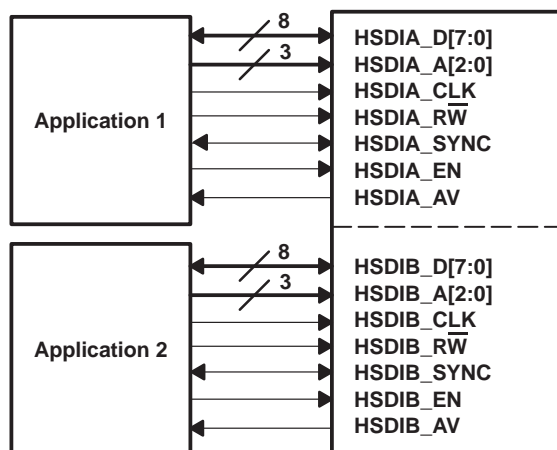 8
HSDIA_D[7:0]
3
HSDIA_A[2:0]
HSDIA_CLK
Application 1
HSDIA_RW̅
HSDIA_SYNC
HSDIA_EN
HSDIA_AV
8
HSDIB_D[7:0]
3
HSDIB_A[2:0]
HSDIB_CLK
Application 2
HSDIB_RW̅
HSDIB_SYNC
HSDIB_EN
HSDIB_AV